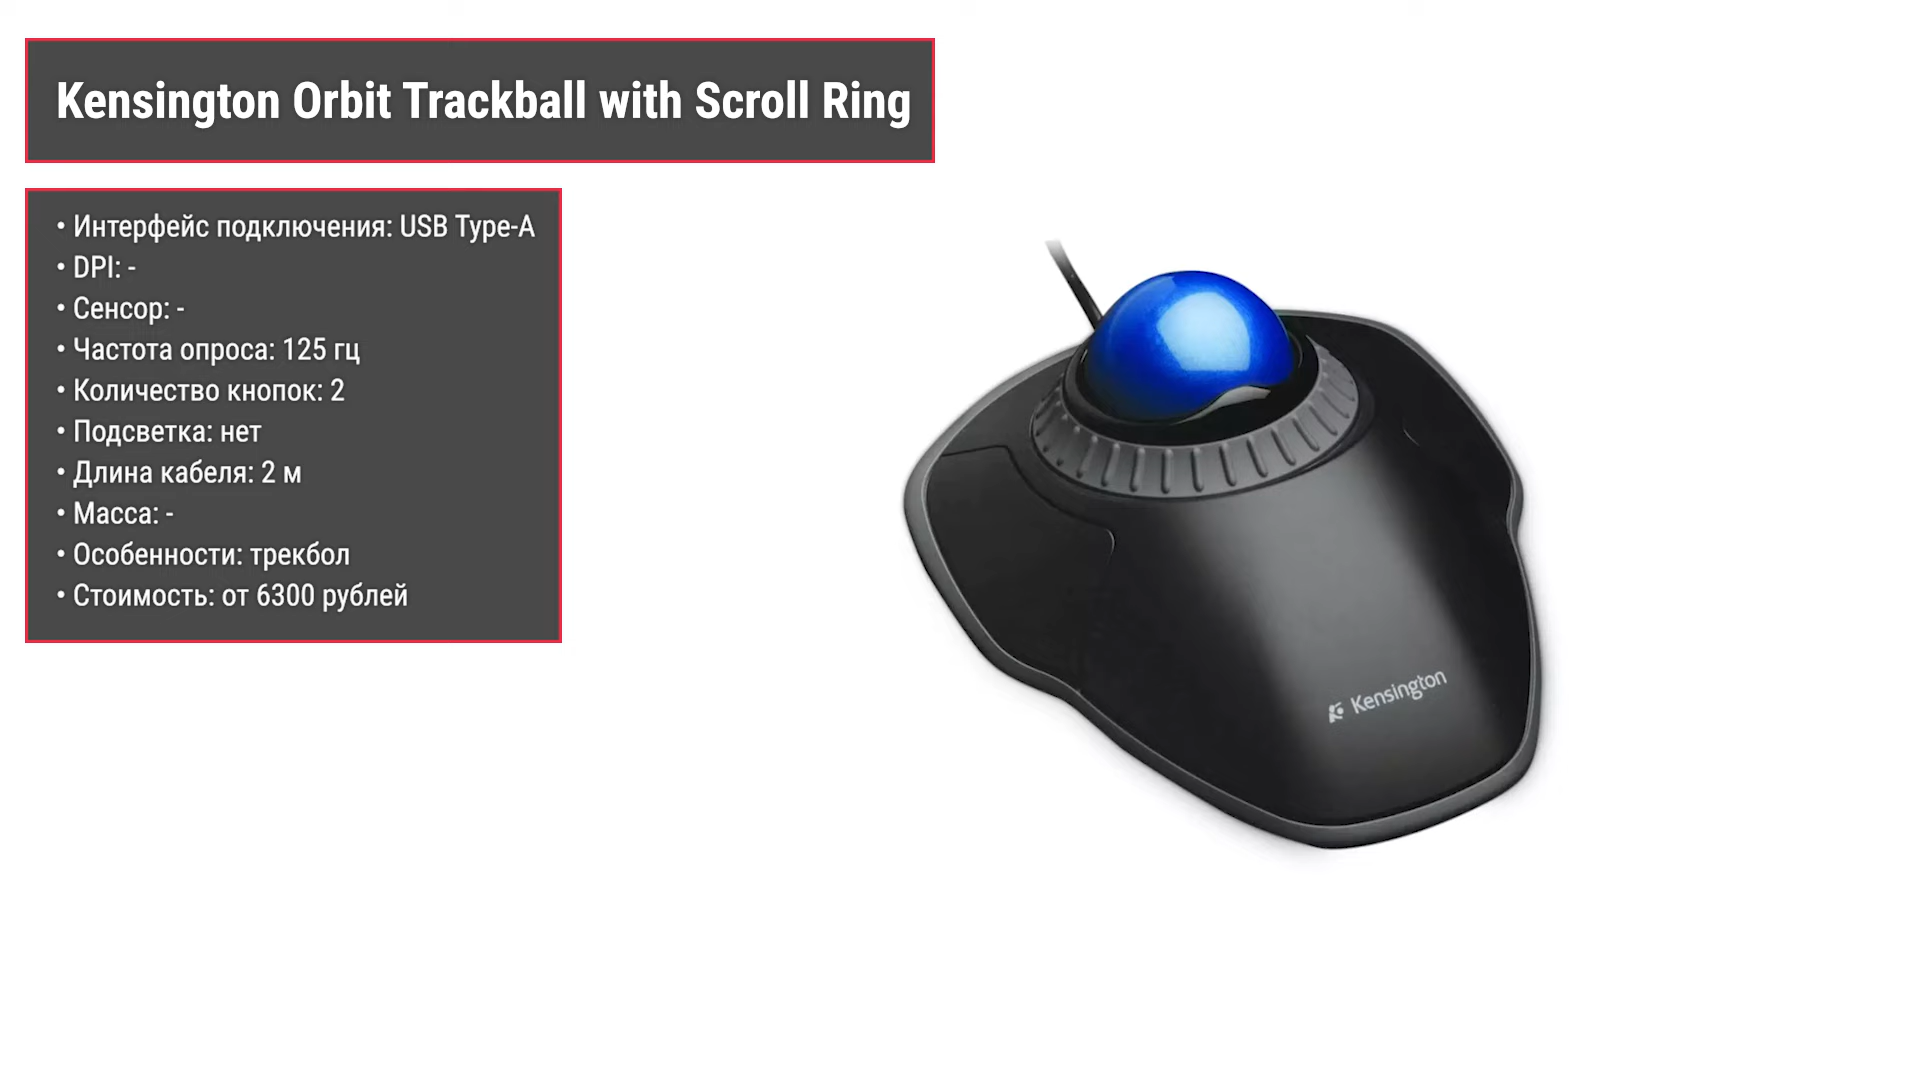 Kensington Orbit Trackball with Scroll Ring
• Интерфейс подключения: USB Type-A
• DPI: -
• Сенсор: -
• Частота опроса: 125 гц
• Количество кнопок: 2
• Подсветка: нет
• Длина кабеля: 2 м
• Масса: -
• Особенности: трекбол
• Стоимость: от 6300 рублей
Kensington